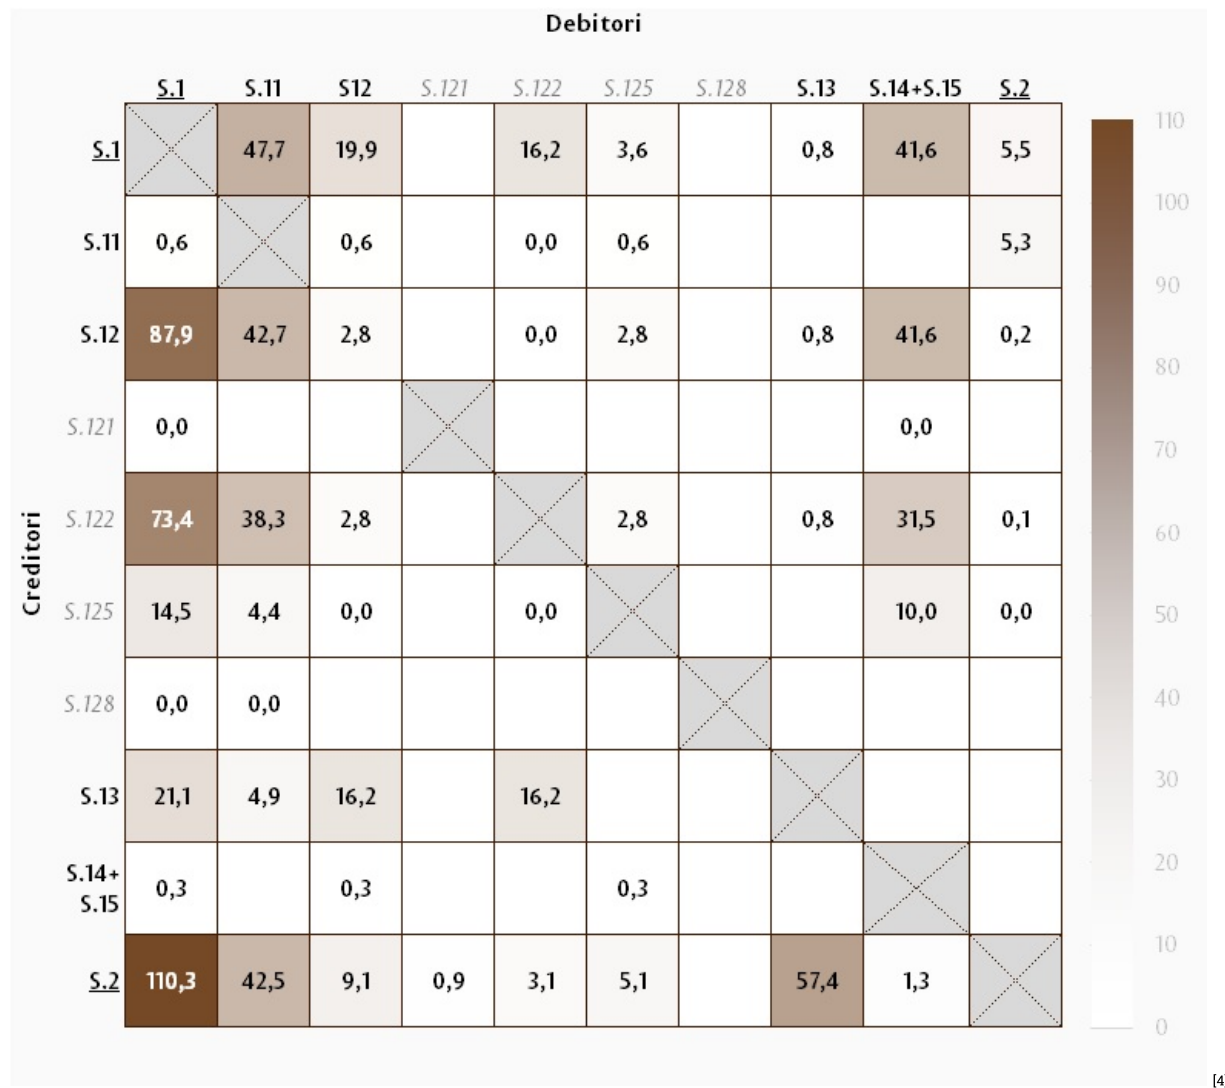 Debitori
S.1 S.11 S12 S.121 S.122 S.125 S.128 S.13 S.14+S.15 S.2
110
S.1 47,7 19,9 16,2 3,6 0,8 41,6 5,5
100
S.11 0,6 0,6 0,0 0,6 5,3
90
S.12 87,9 42,7 2,8 0,0 2,8 0,8 41,6 0,2
80
S.121 0,0 0,0
70
Creditori
S.122 73,4 38,3 2,8 2,8 0,8 31,5 0,1
60
S.125 14,5 4,4 0,0 0,0 10,0 0,0
50
S.128 0,0 0,0
40
30
S.13 21,1 4,9 16,2 16,2
20
S.14+
S.15 0,3 0,3 0,3
10
S.2 110,3 42,5 9,1 0,9 3,1 5,1 57,4 1,3
0
[4